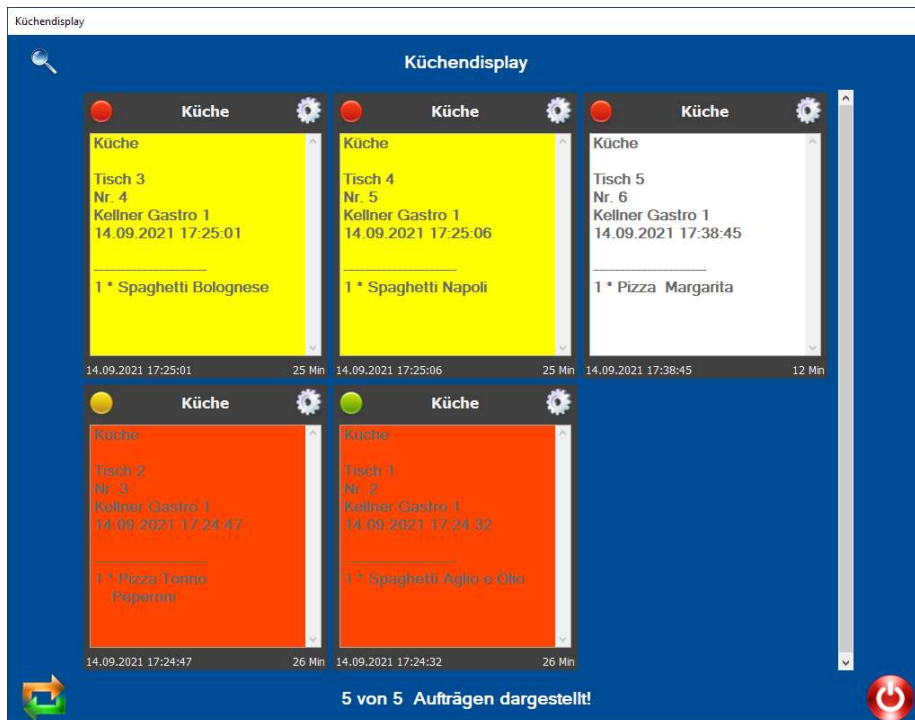 Küchendisplay
Küchendisplay
Küche
Küche
Tisch 3
Nr. 4
Kellner Gastro 1
14.09.2021 17:25:01
1 * Spaghetti Bolognese
14.09.2021 17:25:01 25 Min
Küche
Küche
Tisch 4
Nr. 5
Kellner Gastro 1
14.09.2021 17:25:06
1 * Spaghetti Napoli
14.09.2021 17:25:06 25 Min
Küche
Küche
Tisch 5
Nr. 6
Kellner Gastro 1
14.09.2021 17:38:45
1 * Pizza Margarita
14.09.2021 17:38:45 12 Min
Küche
Küche
Tisch 2
Nr. 3
Kellner Gastro 1
14.09.2021 17:24:47
1 * Pizza Tonno
Peperoni
14.09.2021 17:24:47 26 Min
Küche
Küche
Tisch 1
Nr. 2
Kellner Gastro 1
14.09.2021 17:24:32
1 * Spaghetti Aglio e Olio
14.09.2021 17:24:32 26 Min
5 von 5 Aufträgen dargestellt!